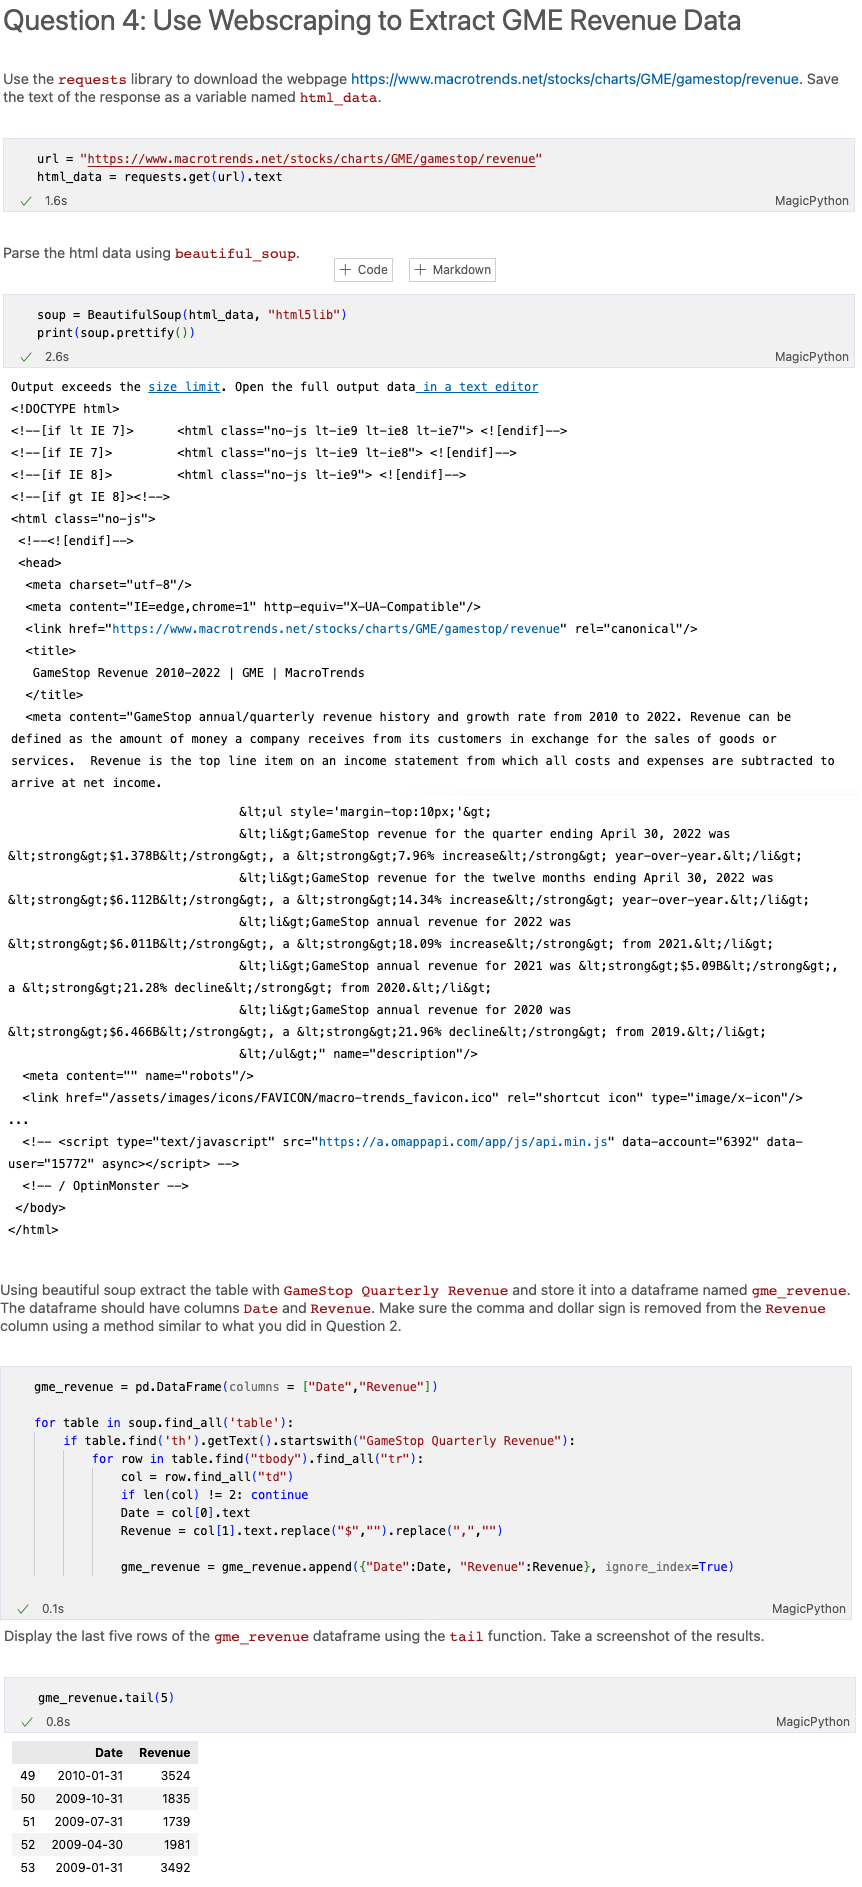 Question 4: Use Webscraping to Extract GME Revenue Data
Use the requests library to download the webpage https://www.macrotrends.net/stocks/charts/GME/gamestop/revenue. Save
the text of the response as a variable named html_data.
url = "https://www.macrotrends.net/stocks/charts/GME/gamestop/revenue"
html_data = requests.get(url).text
✓ 1.6s MagicPython
Parse the html data using beautiful_soup.
+ Code + Markdown
soup = BeautifulSoup(html_data, "html5lib")
print(soup.prettify())
✓ 2.6s MagicPython
Output exceeds the size limit. Open the full output data in a text editor
<!DOCTYPE html>
<!--[if lt IE 7]>      <html class="no-js lt-ie9 lt-ie8 lt-ie7"> <![endif]-->
<!--[if IE 7]>         <html class="no-js lt-ie9 lt-ie8"> <![endif]-->
<!--[if IE 8]>         <html class="no-js lt-ie9"> <![endif]-->
<!--[if gt IE 8]><!-->
<html class="no-js">
 <!--<![endif]-->
 <head>
  <meta charset="utf-8"/>
  <meta content="IE=edge,chrome=1" http-equiv="X-UA-Compatible"/>
  <link href="https://www.macrotrends.net/stocks/charts/GME/gamestop/revenue" rel="canonical"/>
  <title>
   GameStop Revenue 2010-2022 | GME | MacroTrends
  </title>
  <meta content="GameStop annual/quarterly revenue history and growth rate from 2010 to 2022. Revenue can be
defined as the amount of money a company receives from its customers in exchange for the sales of goods or
services.  Revenue is the top line item on an income statement from which all costs and expenses are subtracted to
arrive at net income.
&lt;ul style='margin-top:10px;'&gt;
&lt;li&gt;GameStop revenue for the quarter ending April 30, 2022 was
&lt;strong&gt;$1.378B&lt;/strong&gt;, a &lt;strong&gt;7.96% increase&lt;/strong&gt; year-over-year.&lt;/li&gt;
&lt;li&gt;GameStop revenue for the twelve months ending April 30, 2022 was
&lt;strong&gt;$6.112B&lt;/strong&gt;, a &lt;strong&gt;14.34% increase&lt;/strong&gt; year-over-year.&lt;/li&gt;
&lt;li&gt;GameStop annual revenue for 2022 was
&lt;strong&gt;$6.011B&lt;/strong&gt;, a &lt;strong&gt;18.09% increase&lt;/strong&gt; from 2021.&lt;/li&gt;
&lt;li&gt;GameStop annual revenue for 2021 was &lt;strong&gt;$5.09B&lt;/strong&gt;,
a &lt;strong&gt;21.28% decline&lt;/strong&gt; from 2020.&lt;/li&gt;
&lt;li&gt;GameStop annual revenue for 2020 was
&lt;strong&gt;$6.466B&lt;/strong&gt;, a &lt;strong&gt;21.96% decline&lt;/strong&gt; from 2019.&lt;/li&gt;
&lt;/ul&gt;" name="description"/>
  <meta content="" name="robots"/>
  <link href="/assets/images/icons/FAVICON/macro-trends_favicon.ico" rel="shortcut icon" type="image/x-icon"/>
...
  <!-- <script type="text/javascript" src="https://a.omappapi.com/app/js/api.min.js" data-account="6392" data-
user="15772" async></script> -->
  <!-- / OptinMonster -->
 </body>
</html>
Using beautiful soup extract the table with GameStop Quarterly Revenue and store it into a dataframe named gme_revenue.
The dataframe should have columns Date and Revenue. Make sure the comma and dollar sign is removed from the Revenue
column using a method similar to what you did in Question 2.
gme_revenue = pd.DataFrame(columns = ["Date","Revenue"])
for table in soup.find_all('table'):
    if table.find('th').getText().startswith("GameStop Quarterly Revenue"):
        for row in table.find("tbody").find_all("tr"):
            col = row.find_all("td")
            if len(col) != 2: continue
            Date = col[0].text
            Revenue = col[1].text.replace("$","").replace(",","")
            gme_revenue = gme_revenue.append({"Date":Date, "Revenue":Revenue}, ignore_index=True)
✓ 0.1s MagicPython
Display the last five rows of the gme_revenue dataframe using the tail function. Take a screenshot of the results.
gme_revenue.tail(5)
✓ 0.8s MagicPython
Date Revenue
49 2010-01-31 3524
50 2009-10-31 1835
51 2009-07-31 1739
52 2009-04-30 1981
53 2009-01-31 3492